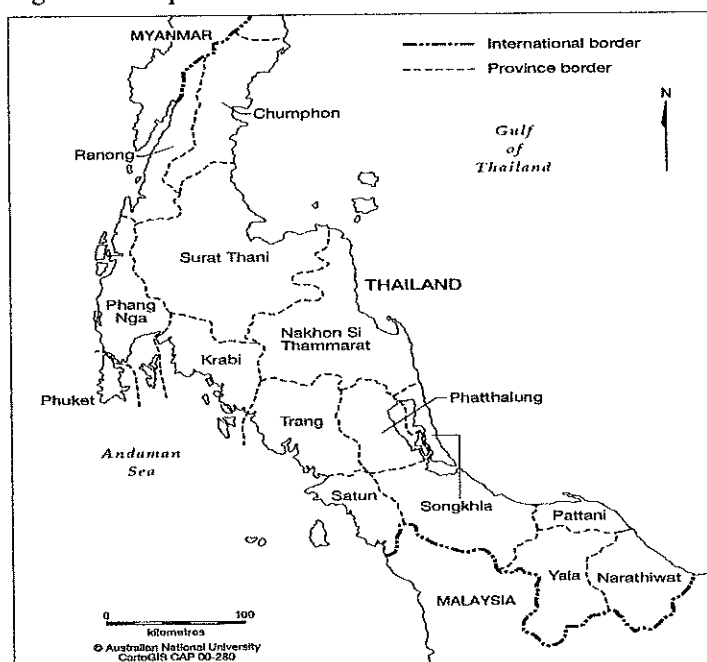 MYANMAR
International border
Province border
Chumphon
N
Gulf
of
Thailand
Ranong
Surat Thani
THAILAND
Phang
Nga
Nakhon Si
Thammarat
Krabi
Phatthalung
Phuket
Trang
Andaman
Sea
Satun
Songkhla
Pattani
Yala
Narathiwat
MALAYSIA
0 100
kilometres
© Australian National University
CartoGIS CAP 00-280